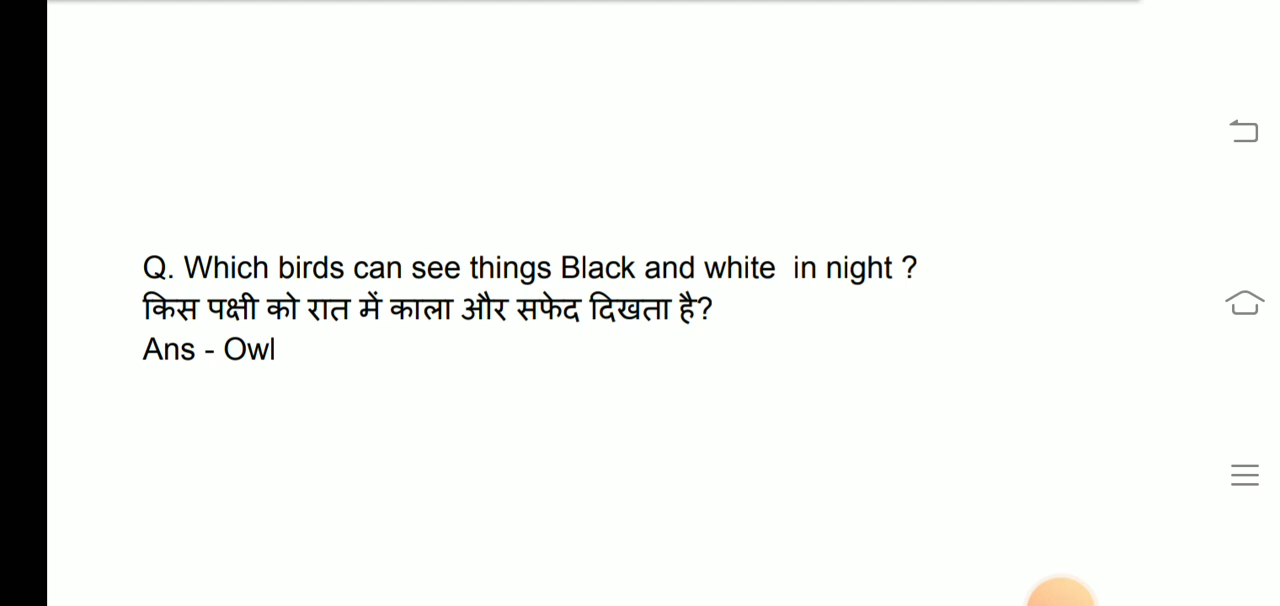 Q. Which birds can see things Black and white  in night ?
किस पक्षी को रात में काला और सफेद दिखता है?
Ans - Owl